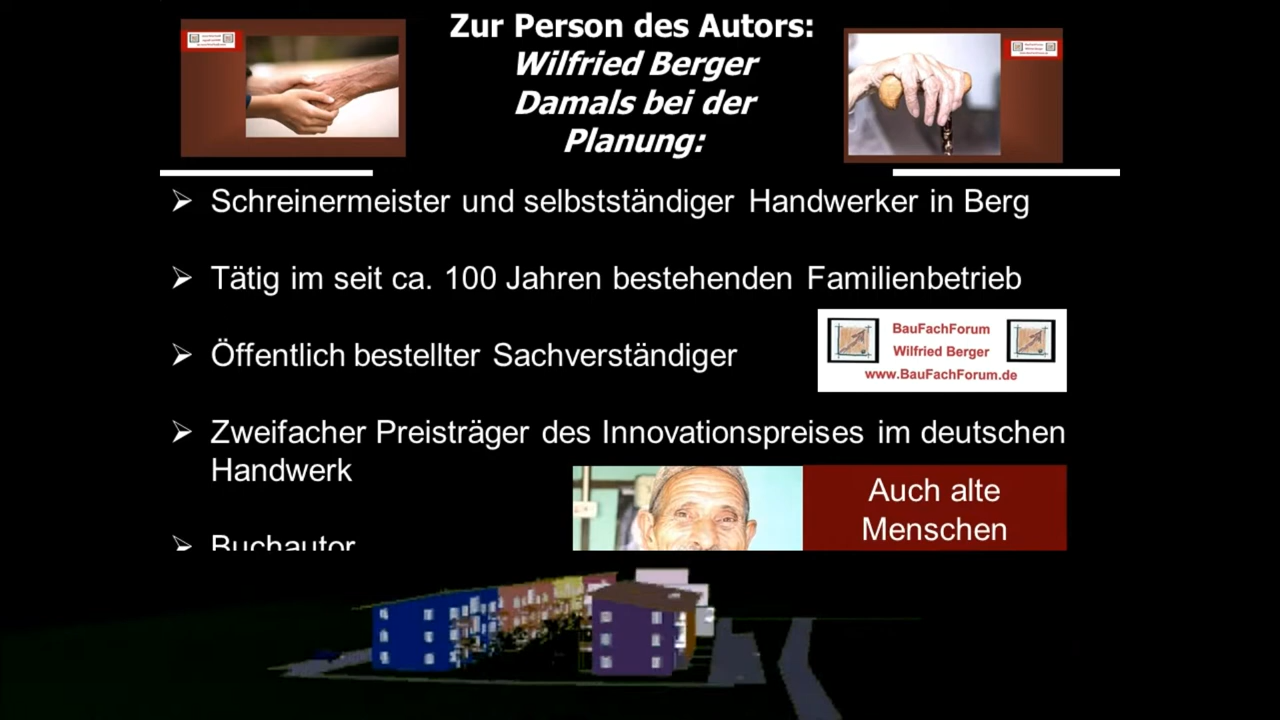 Zur Person des Autors:
Wilfried Berger
Damals bei der
Planung:
➢ Schreinermeister und selbstständiger Handwerker in Berg
➢ Tätig im seit ca. 100 Jahren bestehenden Familienbetrieb
➢ Öffentlich bestellter Sachverständiger
BauFachForum
Wilfried Berger
www.BauFachForum.de
➢ Zweifacher Preisträger des Innovationspreises im deutschen
Handwerk
Auch alte
Menschen
➢ Buchautor